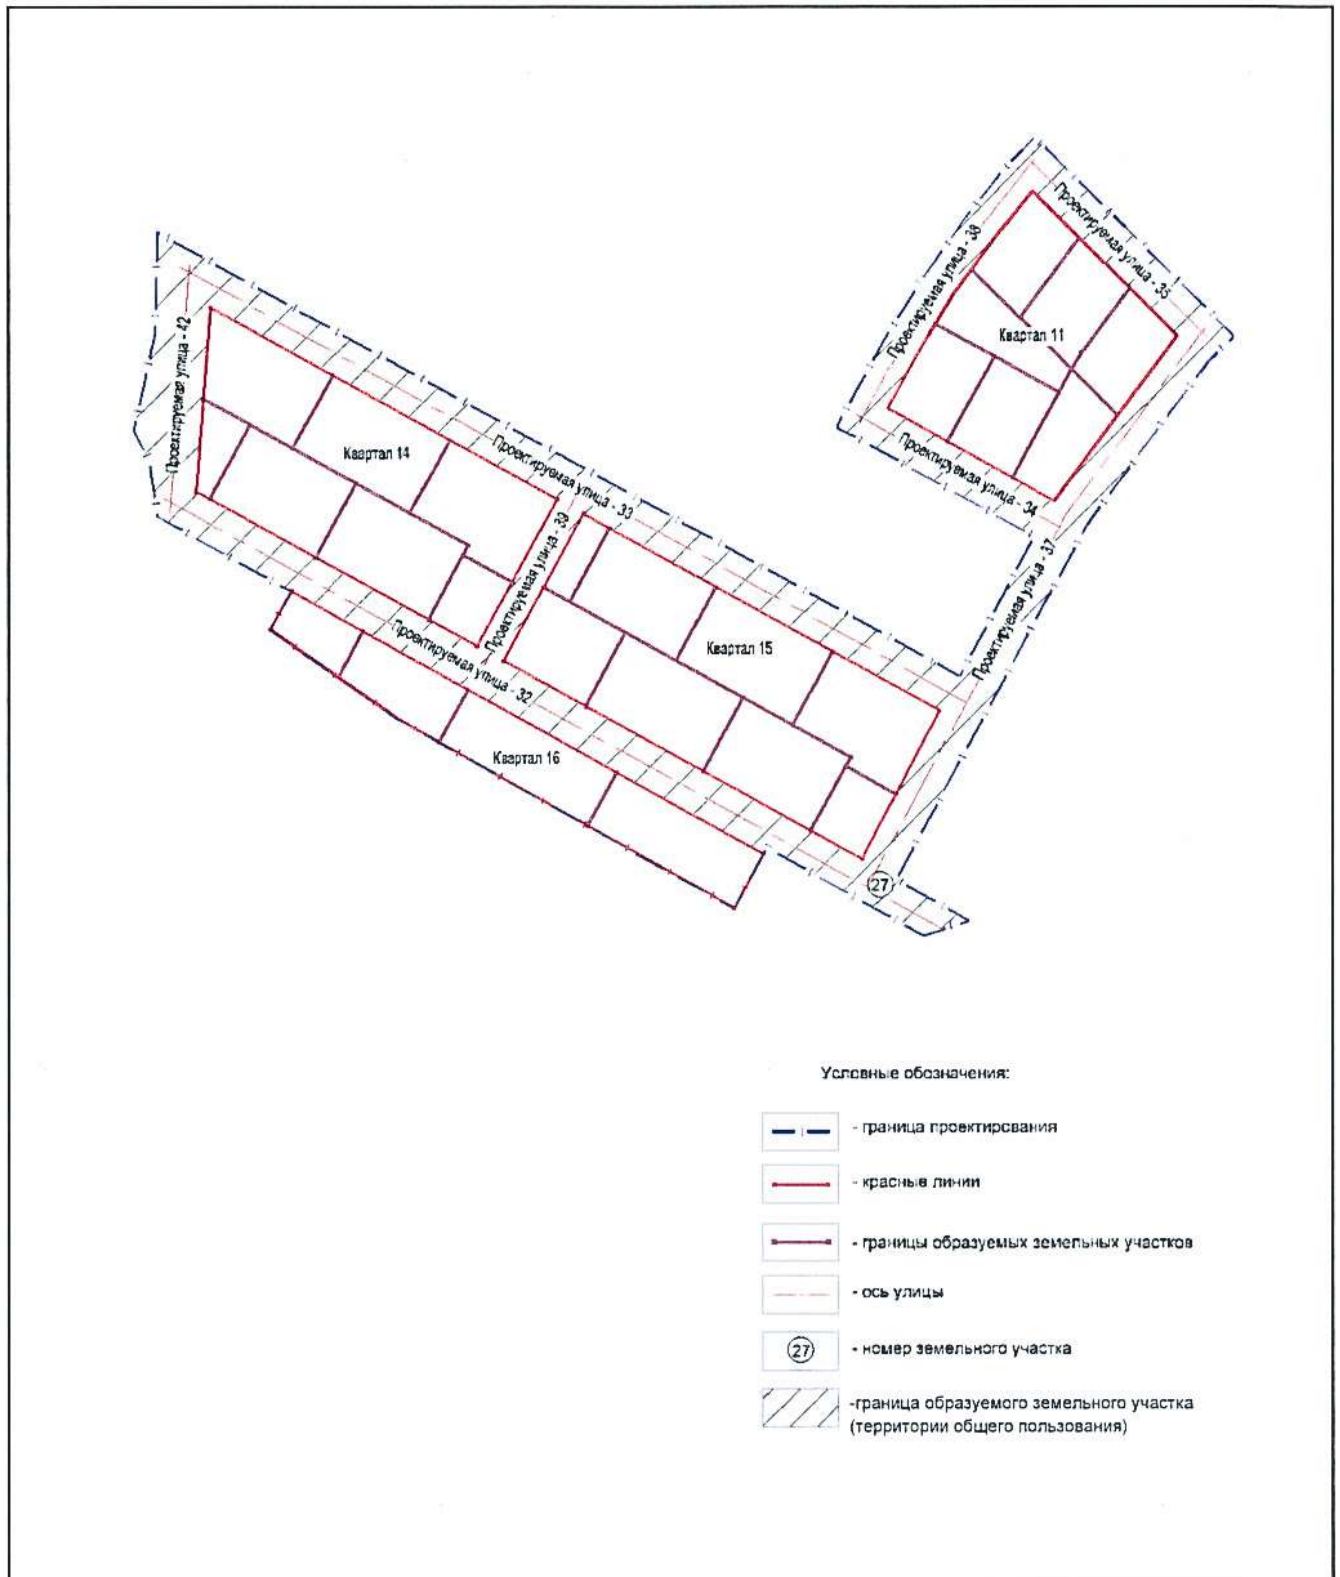 Проектируемая улица - 35
Проектируемая улица - 38
Квартал 11
Проектируемая улица - 42
Проектируемая улица - 34
Квартал 14
Проектируемая улица - 33
Проектируемая улица - 39
Проектируемая улица - 37
Квартал 15
Проектируемая улица - 32
Квартал 16
27
Условные обозначения:
- граница проектирования
- красные линии
- границы образуемых земельных участков
- ось улицы
27 - номер земельного участка
-граница образуемого земельного участка
(территории общего пользования)